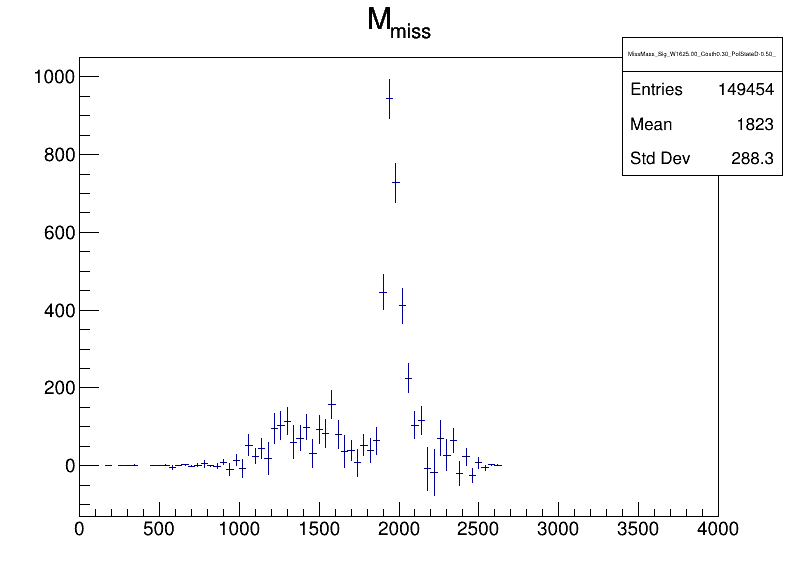 M_miss
MissMass_Sig_W1625.00_Costh0.30_PolStateD-0.50_
Entries 149454
Mean 1823
Std Dev 288.3
1000
800
600
400
200
0
0 500 1000 1500 2000 2500 3000 3500 4000